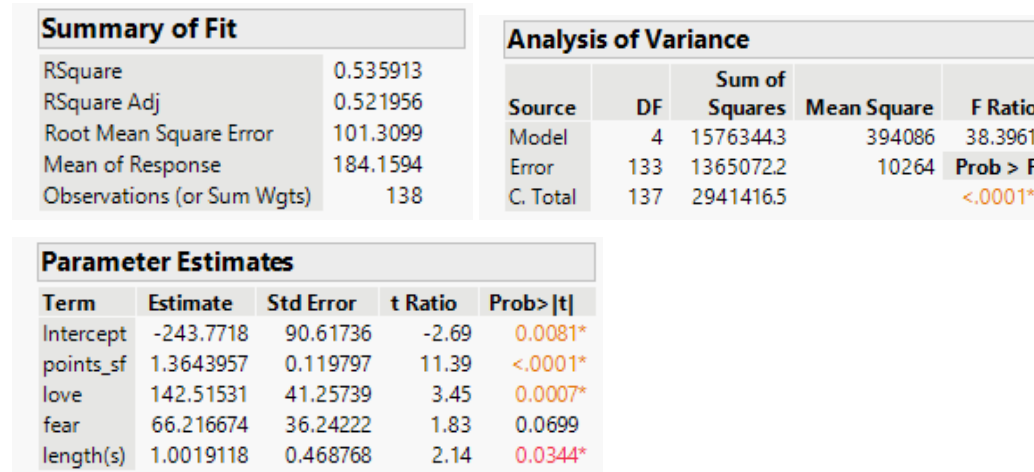 Summary of Fit
RSquare 0.535913
RSquare Adj 0.521956
Root Mean Square Error 101.3099
Mean of Response 184.1594
Observations (or Sum Wgts) 138
Analysis of Variance
Sum of
Source DF Squares Mean Square F Ratio
Model 4 1576344.3 394086 38.3961
Error 133 1365072.2 10264 Prob > F
C. Total 137 2941416.5 <.0001*
Parameter Estimates
Term Estimate Std Error t Ratio Prob>|t|
Intercept -243.7718 90.61736 -2.69 0.0081*
points_sf 1.3643957 0.119797 11.39 <.0001*
love 142.51531 41.25739 3.45 0.0007*
fear 66.216674 36.24222 1.83 0.0699
length(s) 1.0019118 0.468768 2.14 0.0344*